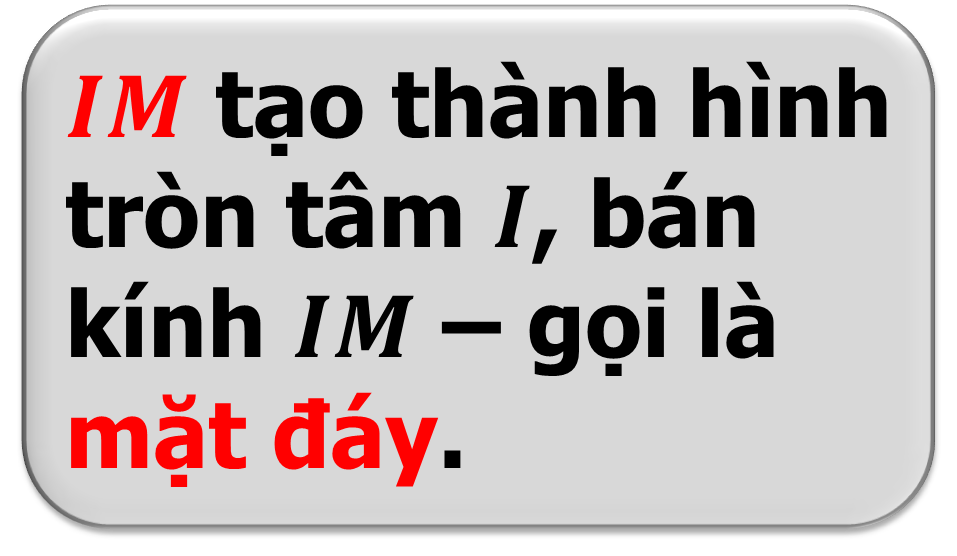 IM tạo thành hình
tròn tâm I, bán
kính IM – gọi là
mặt đáy.